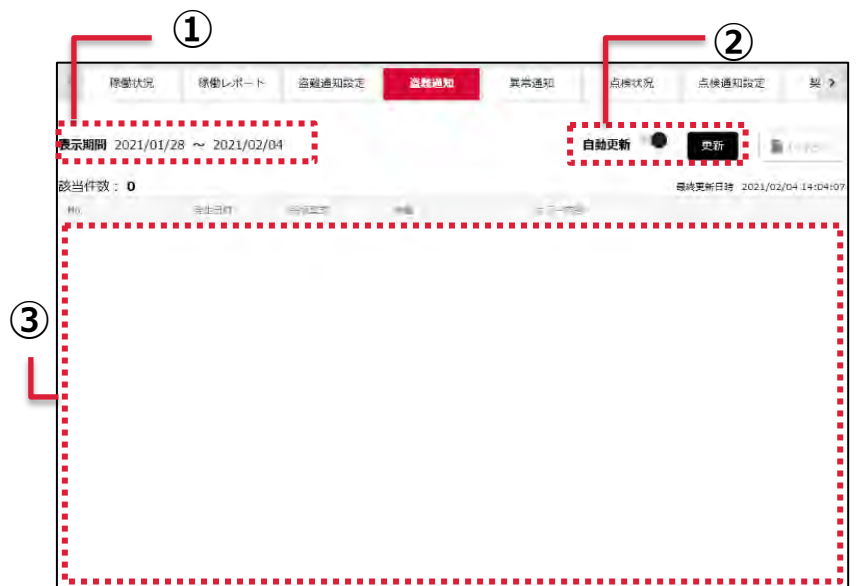 ① ②
稼働状況 稼働レポート 盗難通知設定 盗難通知 異常通知 点検状況 点検通知設定 契 >
表示期間 2021/01/28 ～ 2021/02/04 自動更新 更新
該当件数 : 0 最終更新日時 2021/02/04 14:04:07
No.
③